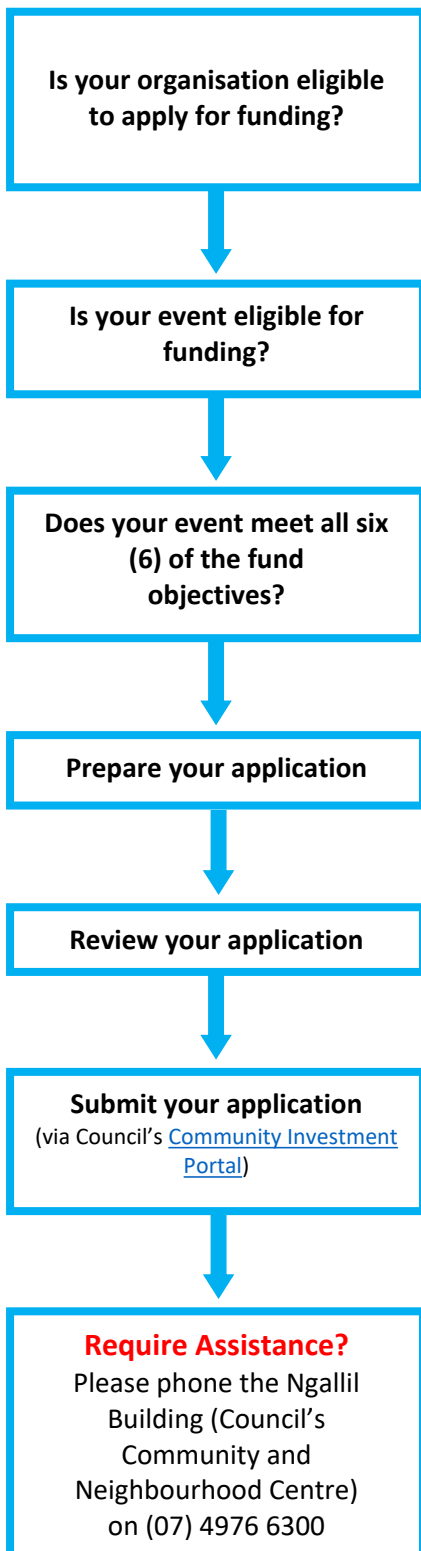 Is your organisation eligible
to apply for funding?
Is your event eligible for
funding?
Does your event meet all six
(6) of the fund
objectives?
Prepare your application
Review your application
Submit your application
(via Council’s Community Investment
Portal)
Require Assistance?
Please phone the Ngallil
Building (Council’s
Community and
Neighbourhood Centre)
on (07) 4976 6300